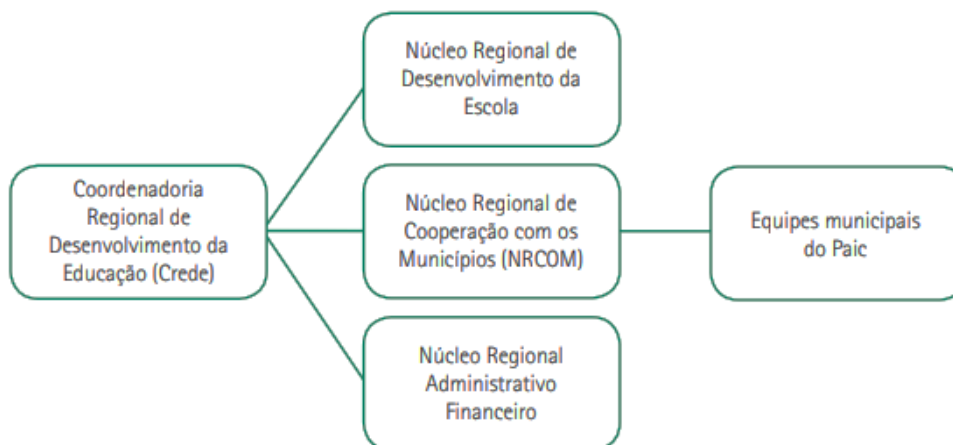 Núcleo Regional de
Desenvolvimento da
Escola
Coordenadoria
Regional de
Desenvolvimento da
Educação (Crede)
Núcleo Regional de
Cooperação com os
Municípios (NRCOM)
Equipes municipais
do Paic
Núcleo Regional
Administrativo
Financeiro